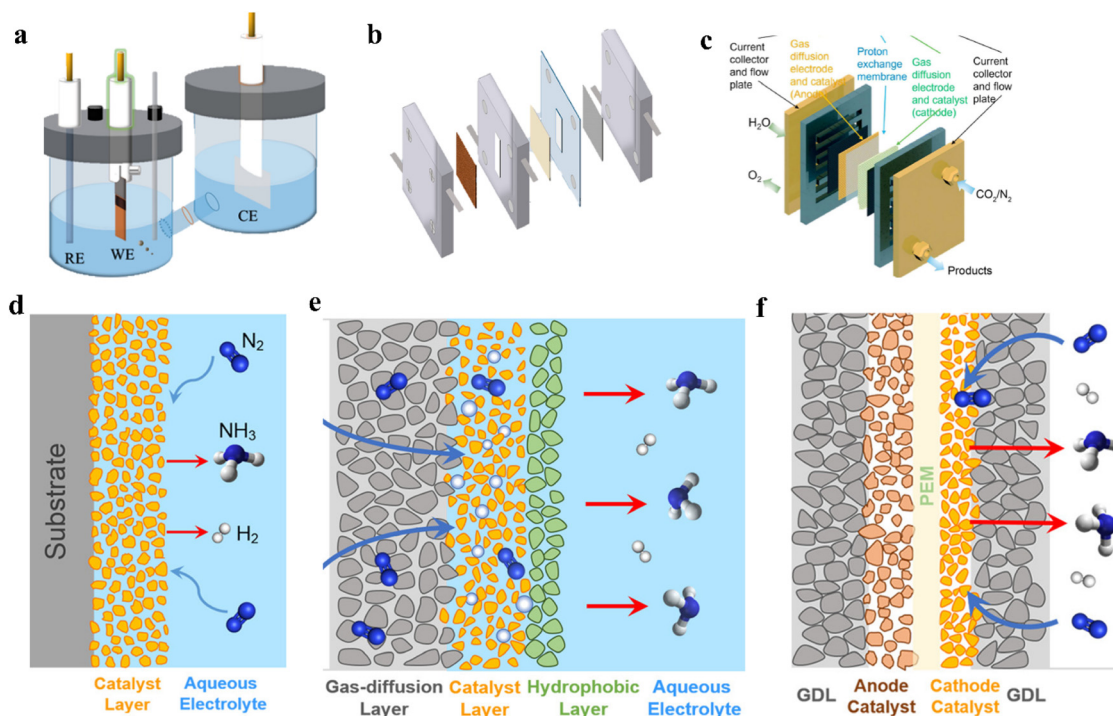 a
RE
WE
CE
b
c
Current
collector
and flow
plate
Gas
diffusion
electrode
and catalyst
(Anode)
Proton
exchange
membrane
Gas
diffusion
electrode
and catalyst
(cathode)
Current
collector
and flow
plate
H₂O
O₂
CO₂/N₂
Products
d
N₂
NH₃
H₂
Substrate
Catalyst
Layer
Aqueous
Electrolyte
e
Gas-diffusion
Layer
Catalyst
Layer
Hydrophobic
Layer
Aqueous
Electrolyte
f
PEM
GDL
Anode
Catalyst
Cathode
Catalyst
GDL